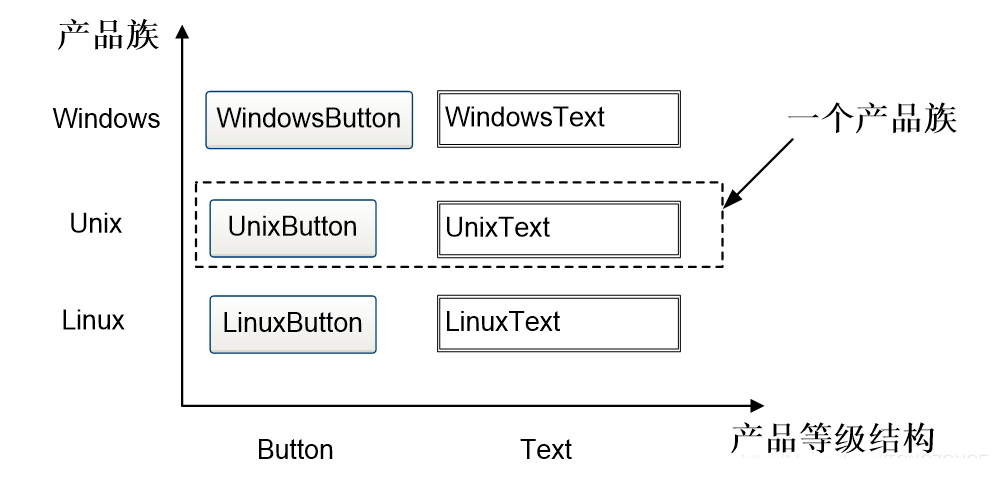 产品族
Windows
WindowsButton
WindowsText
一个产品族
Unix
UnixButton
UnixText
Linux
LinuxButton
LinuxText
产品等级结构
Button
Text